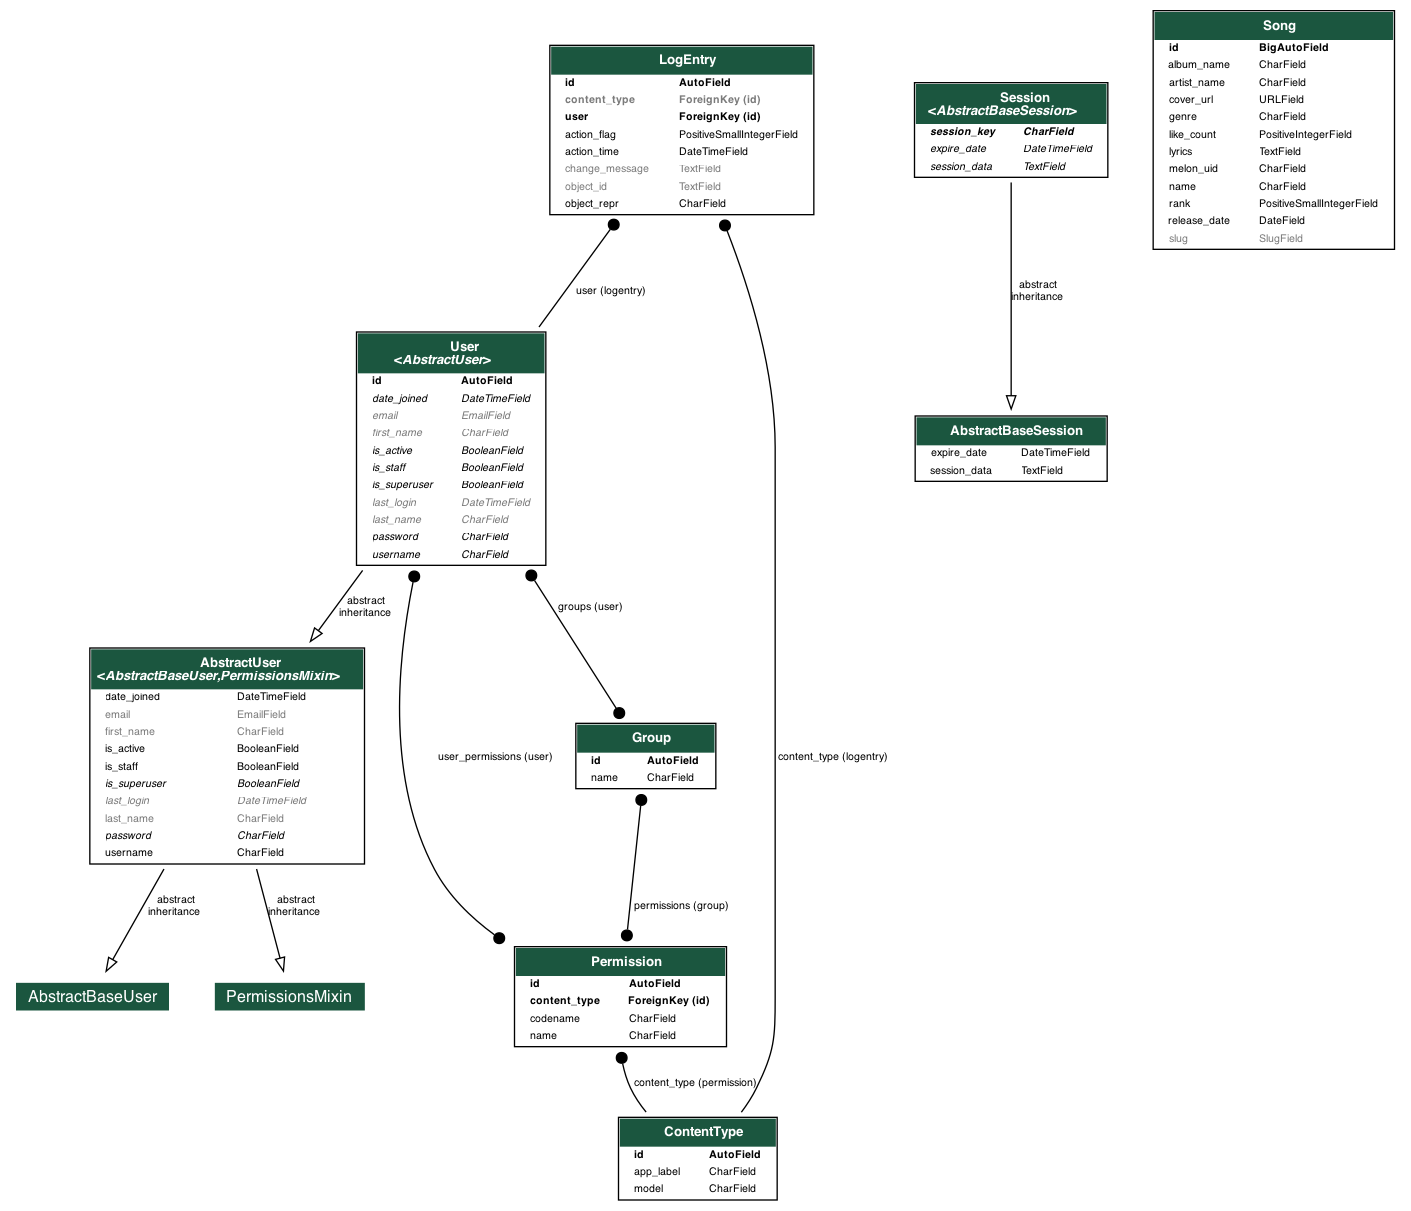 LogEntry
id AutoField
content_type ForeignKey (id)
user ForeignKey (id)
action_flag PositiveSmallIntegerField
action_time DateTimeField
change_message TextField
object_id TextField
object_repr CharField
Session
<AbstractBaseSession>
session_key CharField
expire_date DateTimeField
session_data TextField
Song
id BigAutoField
album_name CharField
artist_name CharField
cover_url URLField
genre CharField
like_count PositiveIntegerField
lyrics TextField
melon_uid CharField
name CharField
rank PositiveSmallIntegerField
release_date DateField
slug SlugField
user (logentry)
abstract
inheritance
User
<AbstractUser>
id AutoField
date_joined DateTimeField
email EmailField
first_name CharField
is_active BooleanField
is_staff BooleanField
is_superuser BooleanField
last_login DateTimeField
last_name CharField
password CharField
username CharField
AbstractBaseSession
expire_date DateTimeField
session_data TextField
abstract
inheritance
groups (user)
AbstractUser
<AbstractBaseUser,PermissionsMixin>
date_joined DateTimeField
email EmailField
first_name CharField
is_active BooleanField
is_staff BooleanField
is_superuser BooleanField
last_login DateTimeField
last_name CharField
password CharField
username CharField
user_permissions (user)
Group
id AutoField
name CharField
content_type (logentry)
abstract
inheritance
abstract
inheritance
permissions (group)
AbstractBaseUser
PermissionsMixin
Permission
id AutoField
content_type ForeignKey (id)
codename CharField
name CharField
content_type (permission)
ContentType
id AutoField
app_label CharField
model CharField